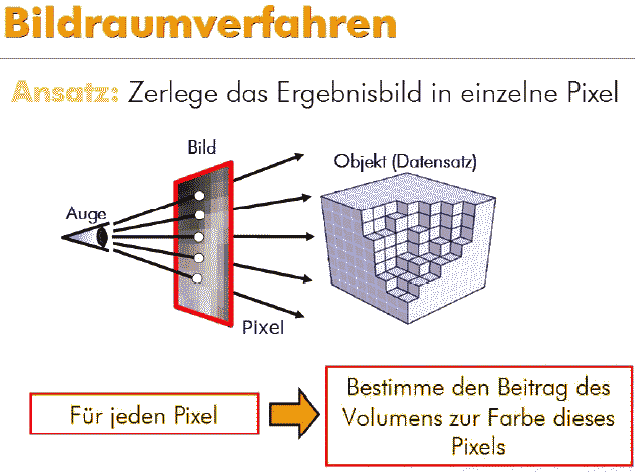 Bildraumverfahren
Ansatz: Zerlege das Ergebnisbild in einzelne Pixel
Bild
Objekt (Datensatz)
Auge
Pixel
Für jeden Pixel
Bestimme den Beitrag des
Volumens zur Farbe dieses
Pixels